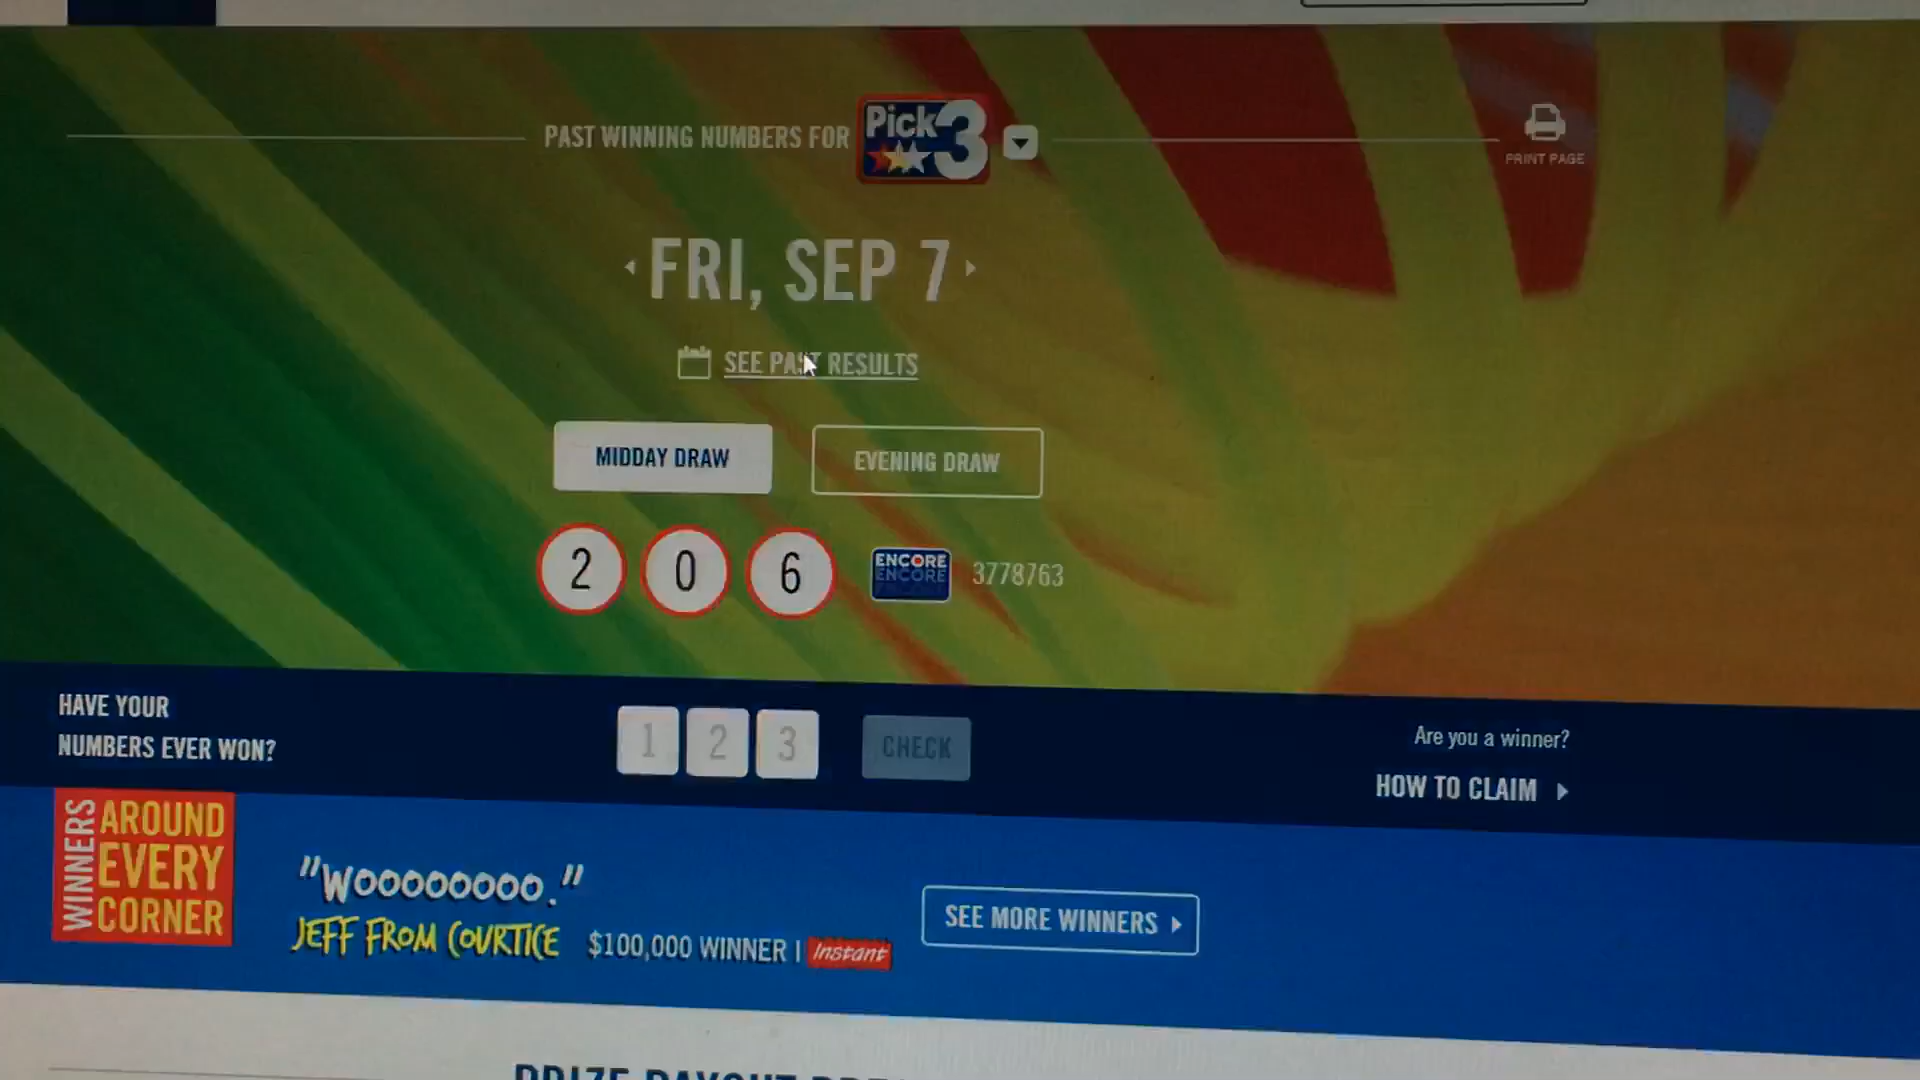 PAST WINNING NUMBERS FOR Pick 3
PRINT PAGE
FRI, SEP 7
SEE PAST RESULTS
MIDDAY DRAW EVENING DRAW
2 0 6 ENCORE ENCORE 3778763
HAVE YOUR
NUMBERS EVER WON?
1 2 3 CHECK
Are you a winner?
HOW TO CLAIM
WINNERS AROUND EVERY CORNER
"WOOOOOOOO."
JEFF FROM COURTICE $100,000 WINNER | Instant
SEE MORE WINNERS